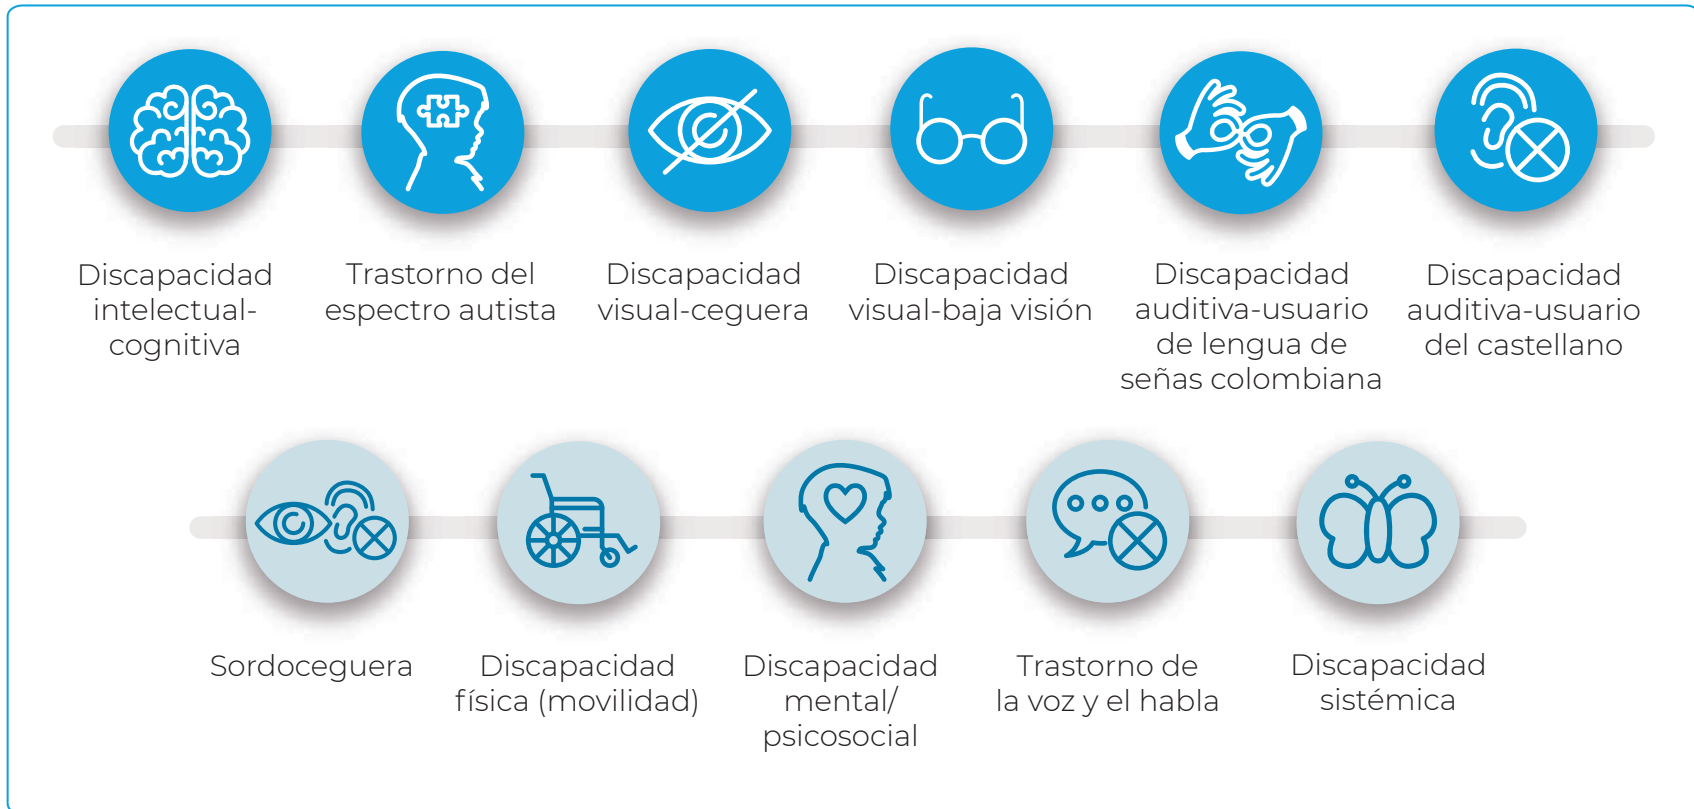 Discapacidad
intelectual-
cognitiva
Trastorno del
espectro autista
Discapacidad
visual-ceguera
Discapacidad
visual-baja visión
Discapacidad
auditiva-usuario
de lengua de
señas colombiana
Discapacidad
auditiva-usuario
del castellano
Sordoceguera
Discapacidad
física (movilidad)
Discapacidad
mental/
psicosocial
Trastorno de
la voz y el habla
Discapacidad
sistémica